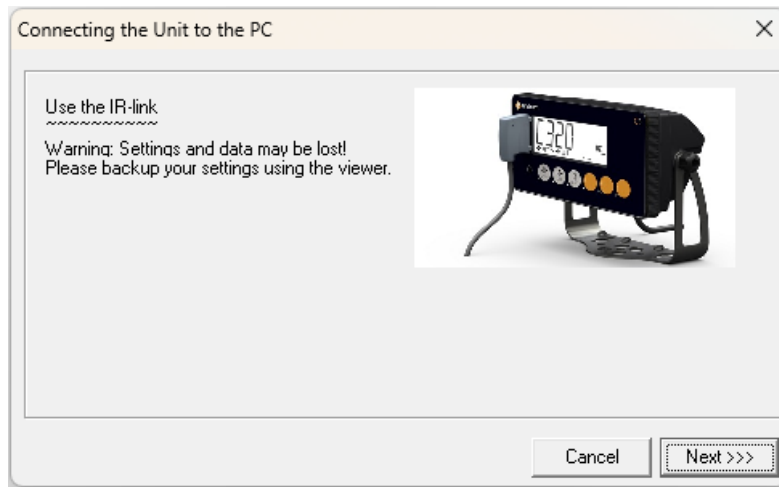 Connecting the Unit to the PC
Use the IR-link
~~~~~~~~~~
Warning: Settings and data may be lost!
Please backup your settings using the viewer.
C320
Cancel
Next >>>